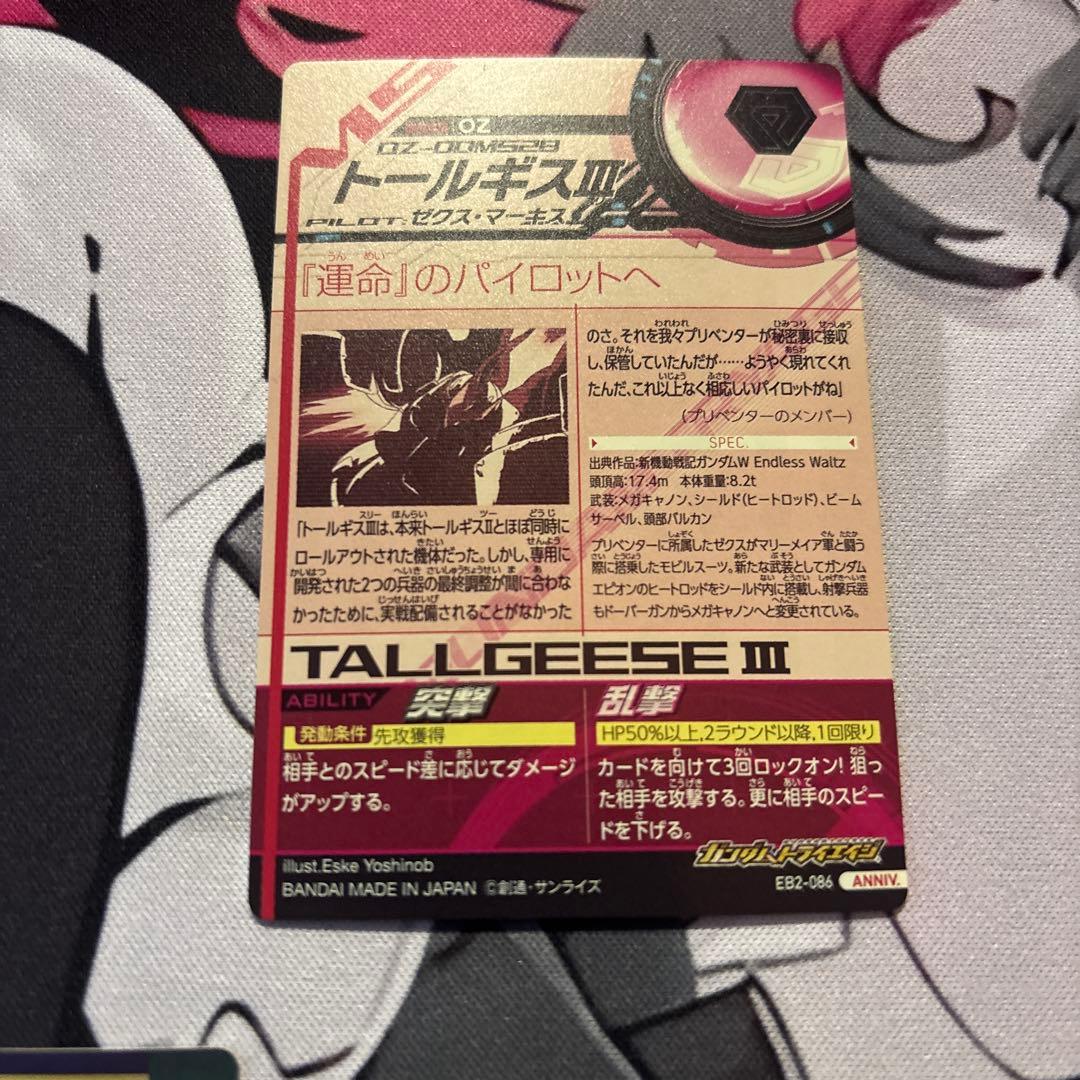 MS
OZ
OZ-00MS2B
トールギスⅢ
PILOT. ゼクス・マーキス
『運命』のパイロットへ
「トールギスⅢは、本来トールギスⅡとほぼ同時に
ロールアウトされた機体だった。しかし、専用に
開発された2つの兵器の最終調整が間に合わな
かったために、実戦配備されることがなかった
のさ。それを我々プリベンターが秘密裏に接収
し、保管していたんだが……ようやく現れてくれ
たんだ、これ以上なく相応しいパイロットがね」
(プリベンターのメンバー)
SPEC.
出典作品:新機動戦記ガンダムW Endless Waltz
頭頂高:17.4m 本体重量:8.2t
武装:メガキャノン、シールド(ヒートロッド)、ビーム
サーベル、頭部バルカン
プリベンターに所属したゼクスがマリーメイア軍と闘う
際に搭乗したモビルスーツ。新たな武装としてガンダム
エピオンのヒートロッドをシールド内に搭載し、射撃兵器
もドーバーガンからメガキャノンへと変更されている。
TALLGEESE Ⅲ
ABILITY 突撃
発動条件 先攻獲得
相手とのスピード差に応じてダメージ
がアップする。
乱撃
HP50%以上,2ラウンド以降,1回限り
カードを向けて3回ロックオン! 狙っ
た相手を攻撃する。更に相手のスピー
ドを下げる。
ガンダムトライエイジ
illust.Eske Yoshinob
BANDAI MADE IN JAPAN ©創通・サンライズ
EB2-086 ANNIV.